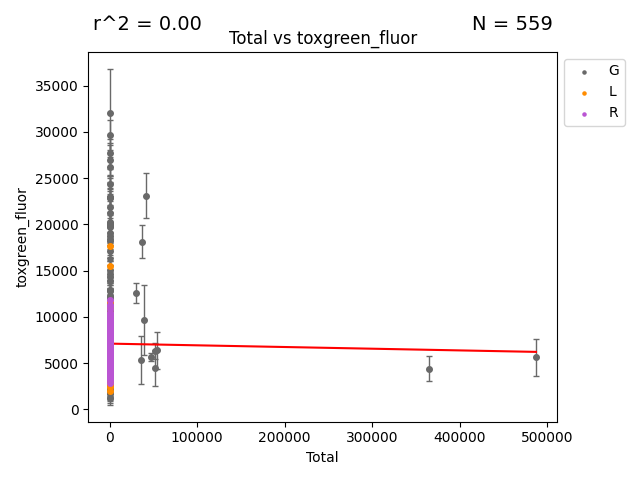 r^2 = 0.00
N = 559
Total vs toxgreen_fluor
G
L
R
35000
30000
25000
20000
15000
10000
5000
0
toxgreen_fluor
0
100000
200000
300000
400000
500000
Total